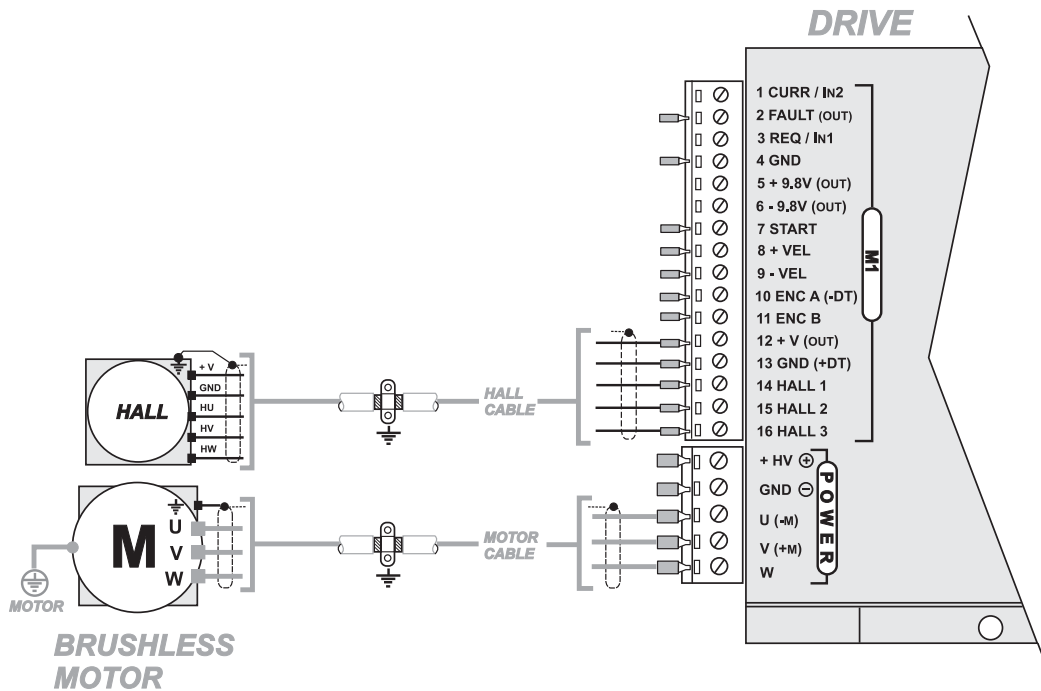 DRIVE
1 CURR / IN2
2 FAULT (OUT)
3 REQ / IN1
4 GND
5 + 9.8V (OUT)
6 - 9.8V (OUT)
7 START
8 + VEL
9 - VEL
10 ENC A (-DT)
11 ENC B
12 + V (OUT)
13 GND (+DT)
14 HALL 1
15 HALL 2
16 HALL 3
M1
+ HV
GND
U (-M)
V (+M)
W
POWER
HALL
+ V
GND
HU
HV
HW
HALL
CABLE
M
U
V
W
MOTOR
CABLE
MOTOR
BRUSHLESS
MOTOR